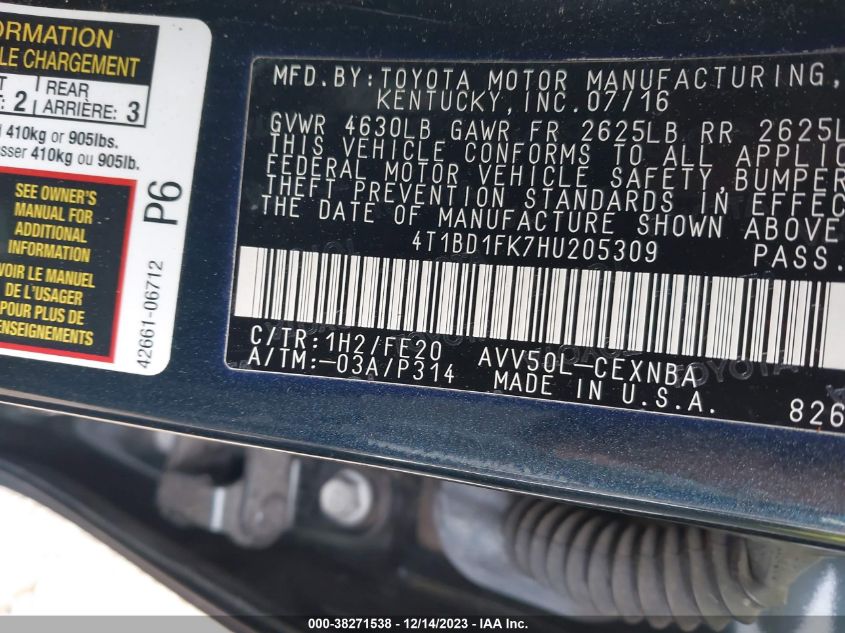 FORMATION
LE CHARGEMENT
2
REAR
ARRIÈRE: 3
410kg or 905lbs.
sser 410kg ou 905lb.
SEE OWNER'S
MANUAL FOR
ADDITIONAL
INFORMATION
VOIR LE MANUEL
DE L'USAGER
POUR PLUS DE
ENSEIGNEMENTS
P6
42661-06712
MFD. BY: TOYOTA MOTOR MANUFACTURING,
KENTUCKY, INC. 07/16
GVWR 4630LB GAWR FR 2625LB RR 2625L
THIS VEHICLE CONFORMS TO ALL APPLIC
FEDERAL MOTOR VEHICLE SAFETY, BUMPER
THEFT PREVENTION STANDARDS IN EFFEC
THE DATE OF MANUFACTURE SHOWN ABOVE
4T1BD1FK7HU205309 PASS.
C/TR: 1H2/FE20 AVV50L-CEXNBA
A/TM:-03A/P314 MADE IN U.S.A.
826
000-38271538 - 12/14/2023 - IAAI.com